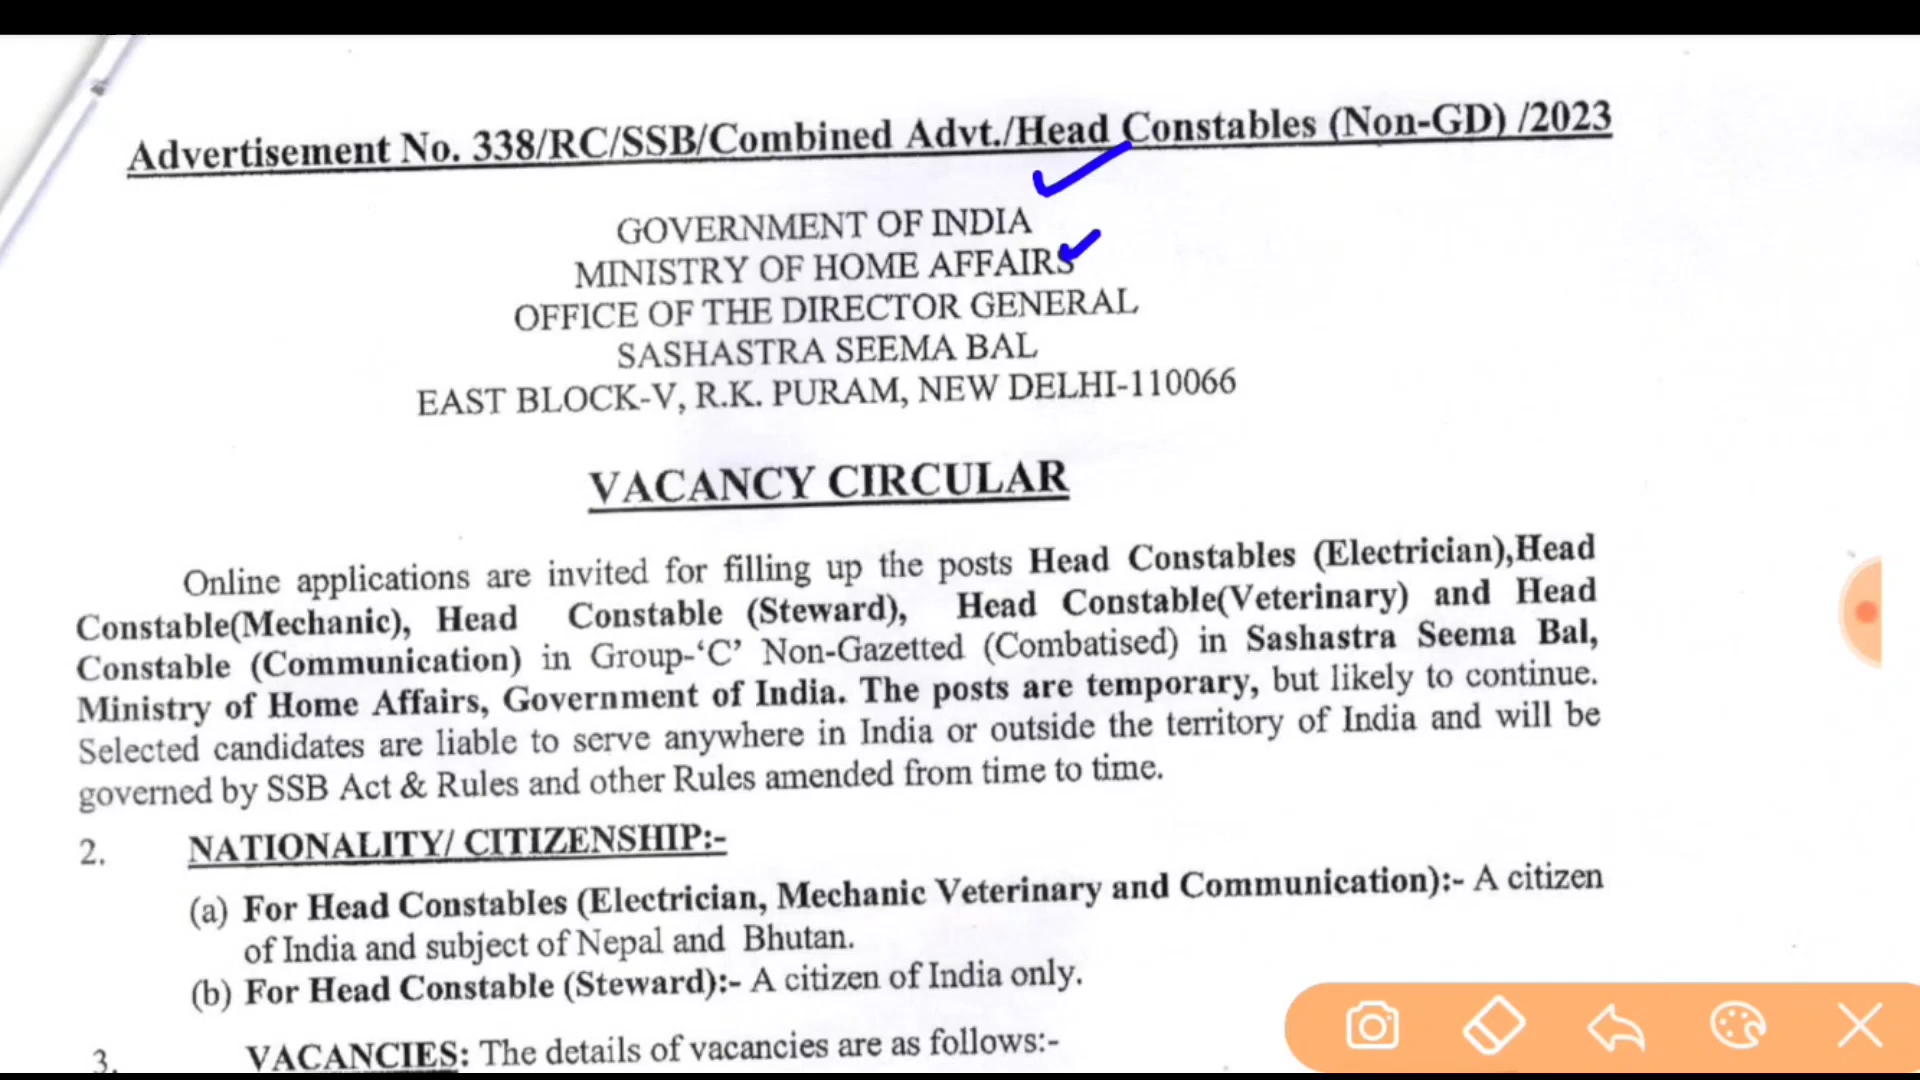 Advertisement No. 338/RC/SSB/Combined Advt./Head Constables (Non-GD) /2023
GOVERNMENT OF INDIA
MINISTRY OF HOME AFFAIRS
OFFICE OF THE DIRECTOR GENERAL
SASHASTRA SEEMA BAL
EAST BLOCK-V, R.K. PURAM, NEW DELHI-110066
VACANCY CIRCULAR
Online applications are invited for filling up the posts Head Constables (Electrician),Head
Constable(Mechanic), Head Constable (Steward), Head Constable(Veterinary) and Head
Constable (Communication) in Group-‘C’ Non-Gazetted (Combatised) in Sashastra Seema Bal,
Ministry of Home Affairs, Government of India. The posts are temporary, but likely to continue.
Selected candidates are liable to serve anywhere in India or outside the territory of India and will be
governed by SSB Act & Rules and other Rules amended from time to time.
2. NATIONALITY/ CITIZENSHIP:-
(a) For Head Constables (Electrician, Mechanic Veterinary and Communication):- A citizen
of India and subject of Nepal and Bhutan.
(b) For Head Constable (Steward):- A citizen of India only.
3. VACANCIES: The details of vacancies are as follows:-